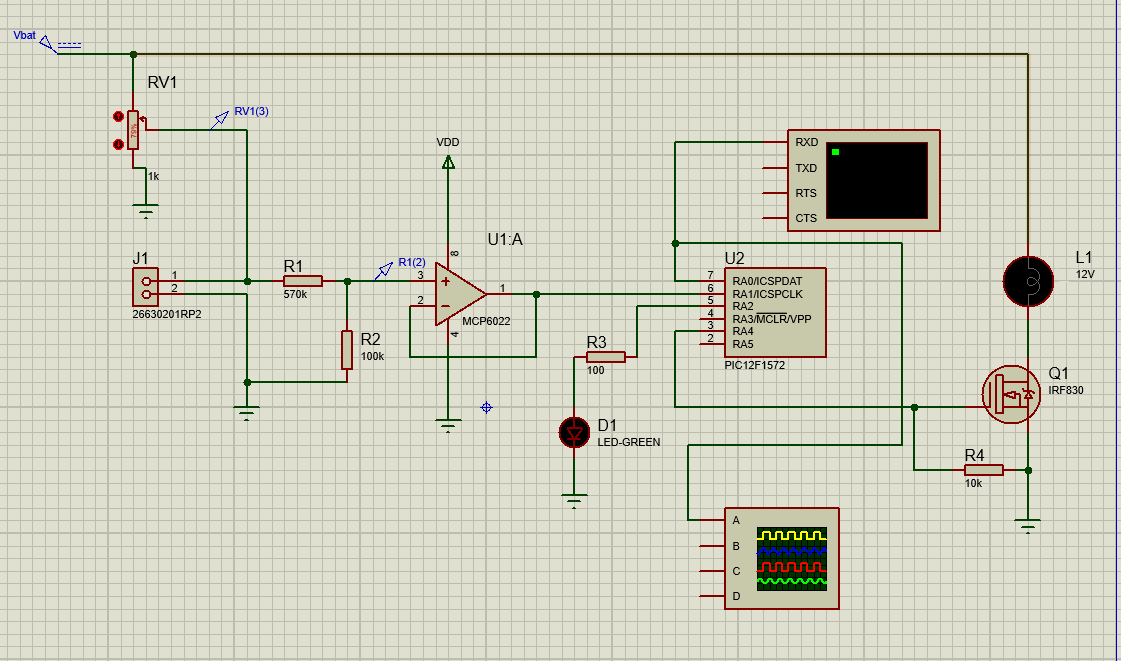 Vbat
RV1
79%
RV1(3)
1k
VDD
J1
1
2
26630201RP2
R1
570k
R1(2)
R2
100k
U1:A
3
2
8
4
1
MCP6022
RXD
TXD
RTS
CTS
U2
7
6
5
4
3
2
RA0/ICSPDAT
RA1/ICSPCLK
RA2
RA3/MCLR/VPP
RA4
RA5
PIC12F1572
R3
100
D1
LED-GREEN
L1
12V
Q1
IRF830
R4
10k
A
B
C
D